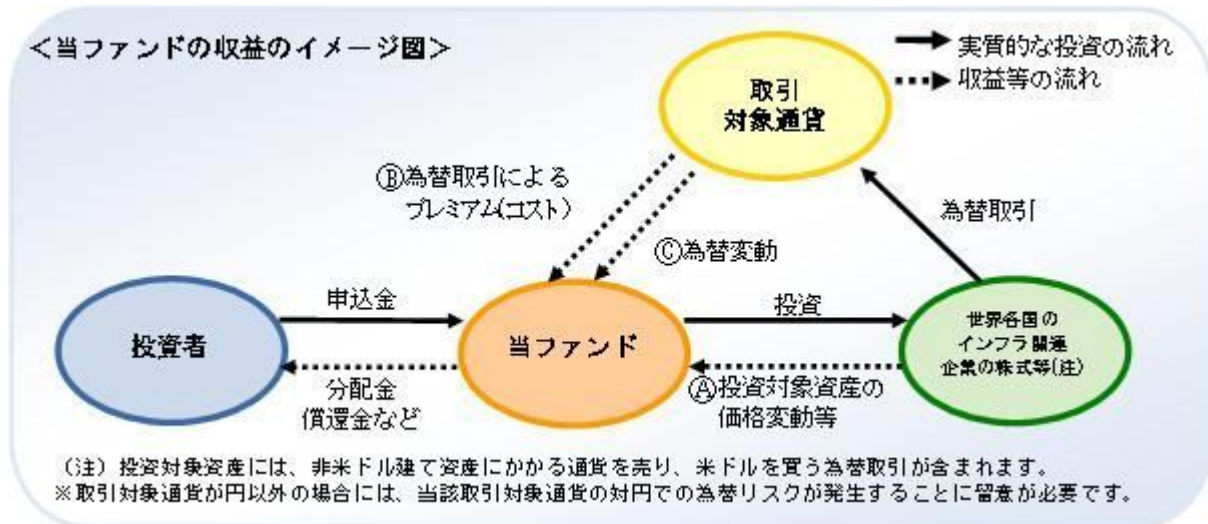 ＜当ファンドの収益のイメージ図＞
実質的な投資の流れ
収益等の流れ
取引
対象通貨
Ⓑ為替取引による
プレミアム(コスト)
Ⓒ為替変動
為替取引
投資者
申込金
分配金
償還金など
当ファンド
投資
Ⓐ投資対象資産の
価格変動等
世界各国の
インフラ関連
企業の株式等(注)
（注）投資対象資産には、非米ドル建て資産にかかる通貨を売り、米ドルを買う為替取引が含まれます。
※取引対象通貨が円以外の場合には、当該取引対象通貨の対円での為替リスクが発生することに留意が必要です。